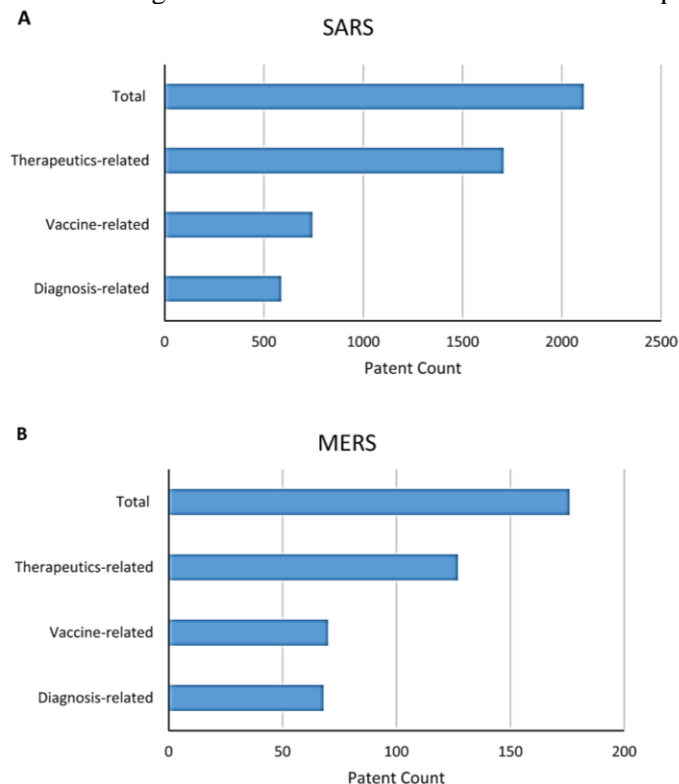 A
SARS
Total
Therapeutics-related
Vaccine-related
Diagnosis-related
0 500 1000 1500 2000 2500
Patent Count
B
MERS
Total
Therapeutics-related
Vaccine-related
Diagnosis-related
0 50 100 150 200
Patent Count